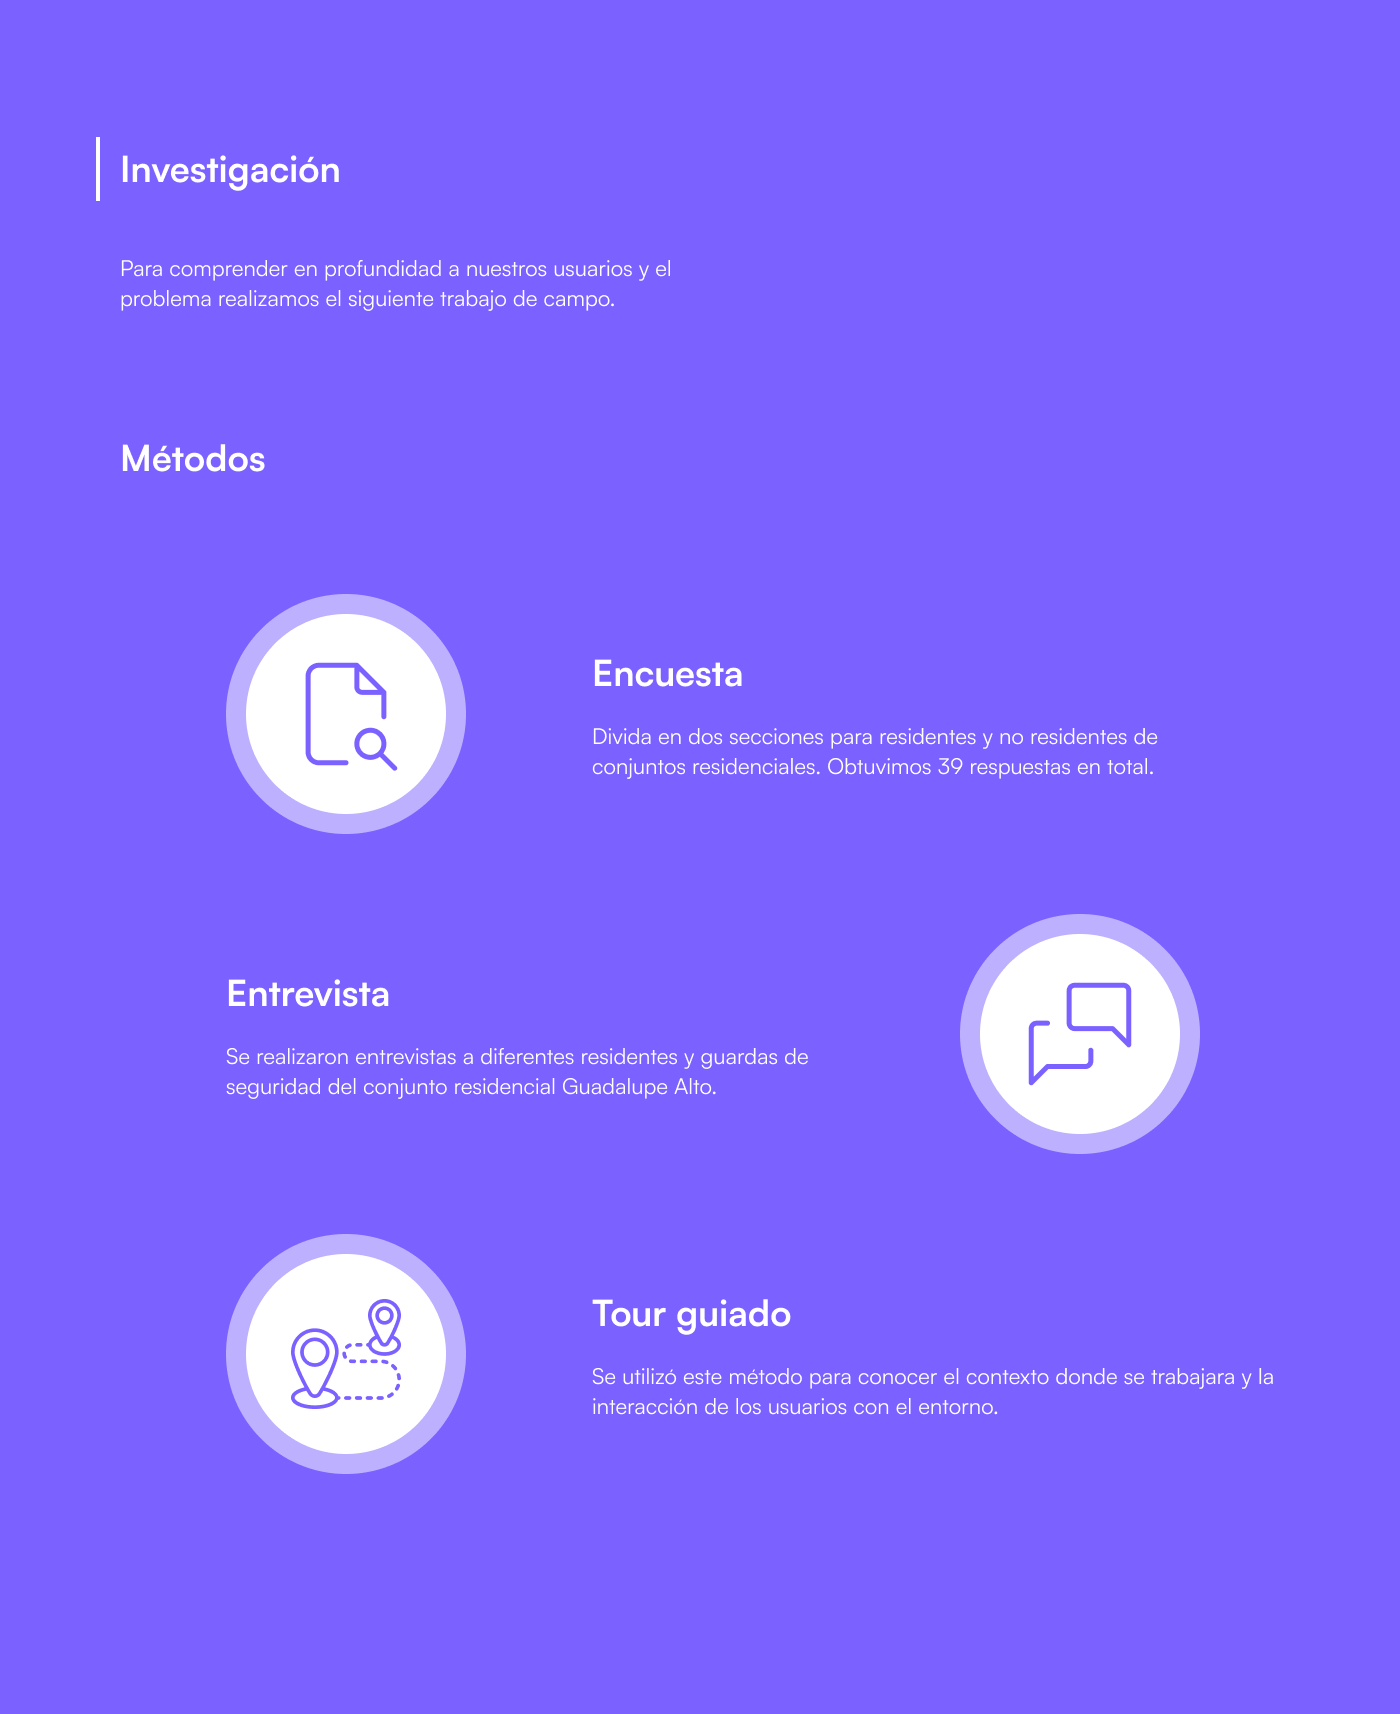 Investigación
Para comprender en profundidad a nuestros usuarios y el
problema realizamos el siguiente trabajo de campo.
Métodos
Encuesta
Divida en dos secciones para residentes y no residentes de
conjuntos residenciales. Obtuvimos 39 respuestas en total.
Entrevista
Se realizaron entrevistas a diferentes residentes y guardas de
seguridad del conjunto residencial Guadalupe Alto.
Tour guiado
Se utilizó este método para conocer el contexto donde se trabajara y la
interacción de los usuarios con el entorno.